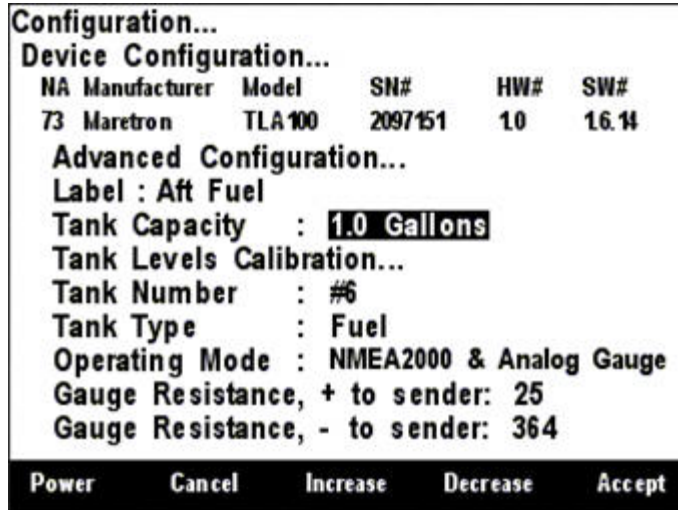 Configuration...
Device Configuration...
NA Manufacturer Model SN# HW# SW#
73 Maretron TLA100 2097151 1.0 1.6.14
Advanced Configuration...
Label : Aft Fuel
Tank Capacity : 1.0 Gallons
Tank Levels Calibration...
Tank Number : #6
Tank Type : Fuel
Operating Mode : NMEA2000 & Analog Gauge
Gauge Resistance, + to sender: 25
Gauge Resistance, - to sender: 364
Power Cancel Increase Decrease Accept